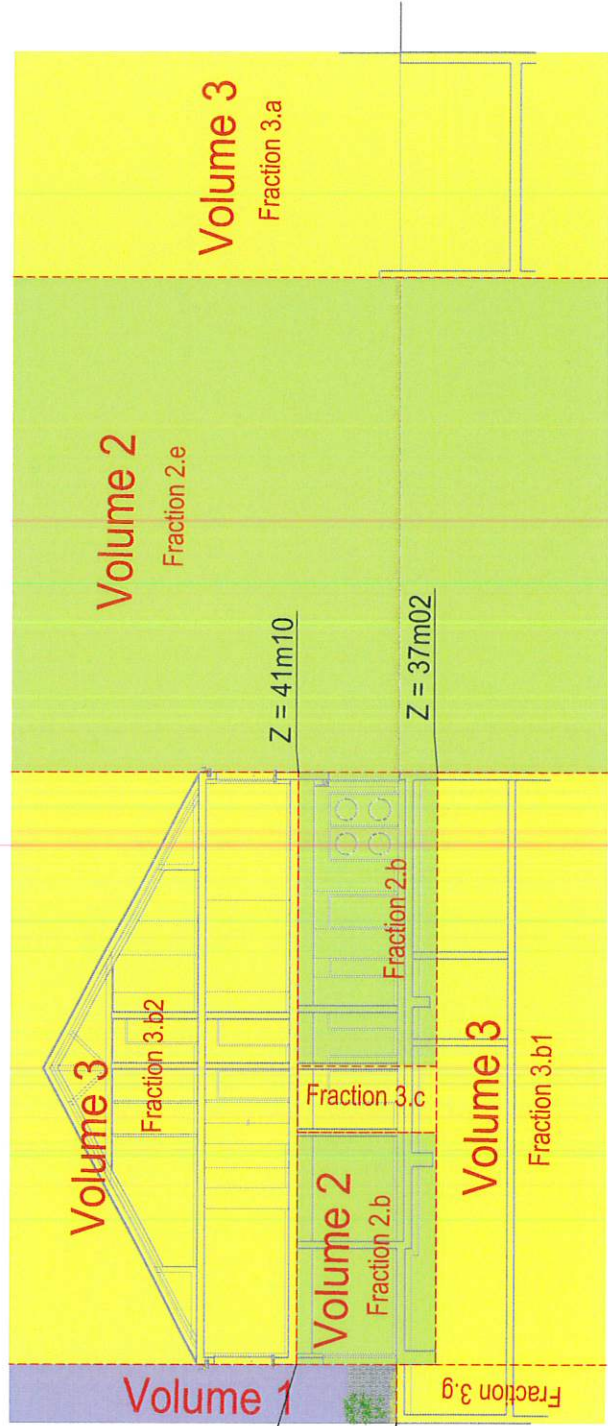 Volume 3
Fraction 3.a
Volume 2
Fraction 2.e
Z = 41m10
Z = 37m02
Volume 3
Fraction 3.b2
Fraction 2.b
Fraction 3.c
Volume 2
Fraction 2.b
Volume 3
Fraction 3.b1
Volume 1
Fraction 3.g